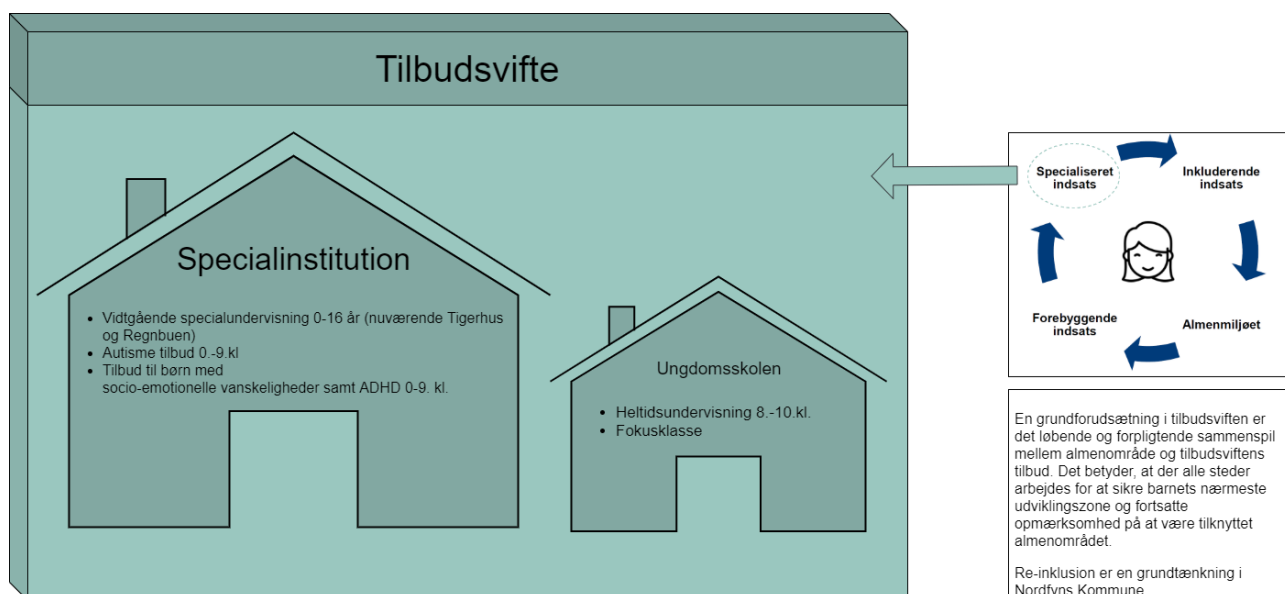 Tilbudsvifte
Specialinstitution
• Vidtgående specialundervisning 0-16 år (nuværende Tigerhus
og Regnbuen)
• Autisme tilbud 0.-9.kl
• Tilbud til børn med
socio-emotionelle vanskeligheder samt ADHD 0-9. kl.
Ungdomsskolen
• Heltidsundervisning 8.-10.kl.
• Fokusklasse
Specialiseret
indsats
Inkluderende
indsats
Forebyggende
indsats
Almenmiljøet
En grundforudsætning i tilbudsviften er
det løbende og forpligtende sammenspil
mellem almenområde og tilbudsviftens
tilbud. Det betyder, at der alle steder
arbejdes for at sikre barnets nærmeste
udviklingszone og fortsatte
opmærksomhed på at være tilknyttet
almenområdet.
Re-inklusion er en grundtænkning i
Nordfyns Kommune